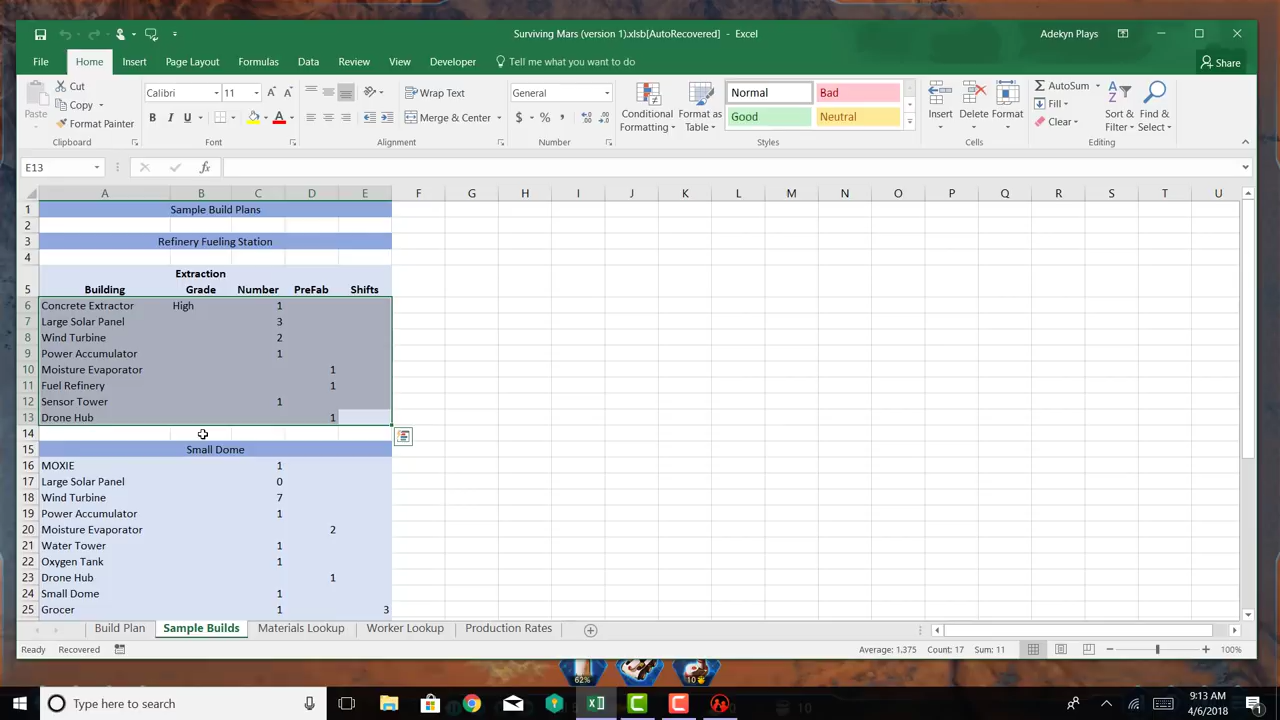 Surviving Mars (version 1).xlsb[AutoRecovered] - Excel
Adekyn Plays
File
Home
Insert
Page Layout
Formulas
Data
Review
View
Developer
Tell me what you want to do
Share
Paste
Cut
Copy
Format Painter
Clipboard
Calibri
11
B
I
U
Font
Wrap Text
Merge & Center
Alignment
General
$
%
Number
Conditional
Formatting
Format as
Table
Normal
Bad
Good
Neutral
Styles
Insert
Delete
Format
Cells
AutoSum
Fill
Clear
Sort &
Filter
Find &
Select
Editing
E13
fx
A B C D E F G H I J K L M N O P Q R S T U
1 Sample Build Plans
2
3 Refinery Fueling Station
4
Extraction
5 Building Grade Number PreFab Shifts
6 Concrete Extractor High 1
7 Large Solar Panel 3
8 Wind Turbine 2
9 Power Accumulator 1
10 Moisture Evaporator 1
11 Fuel Refinery 1
12 Sensor Tower 1
13 Drone Hub 1
14
15 Small Dome
16 MOXIE 1
17 Large Solar Panel 0
18 Wind Turbine 7
19 Power Accumulator 1
20 Moisture Evaporator 2
21 Water Tower 1
22 Oxygen Tank 1
23 Drone Hub 1
24 Small Dome 1
25 Grocer 1 3
Build Plan
Sample Builds
Materials Lookup
Worker Lookup
Production Rates
Ready
Recovered
Average: 1.375
Count: 17
Sum: 11
100%
62%
10
10
Type here to search
9:13 AM
4/6/2018
1